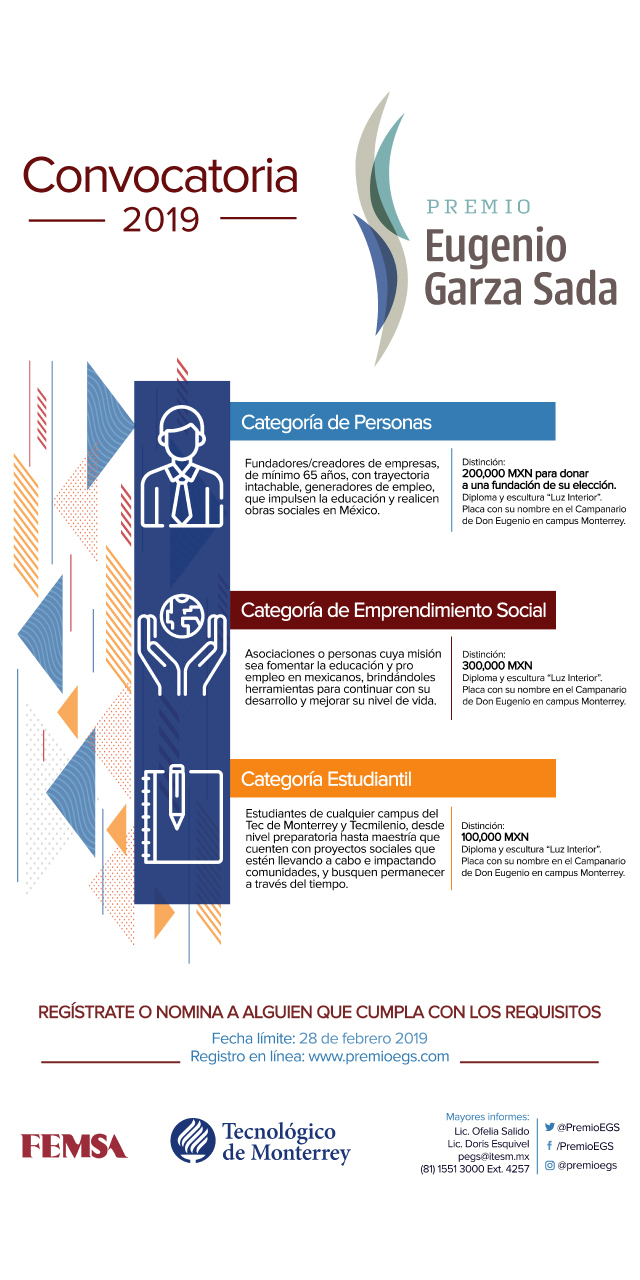 Convocatoria
2019
PREMIO
Eugenio
Garza Sada
Categoría de Personas
Fundadores/creadores de empresas,
de mínimo 65 años, con trayectoria
intachable, generadores de empleo,
que impulsen la educación y realicen
obras sociales en México.
Distinción:
200,000 MXN para donar
a una fundación de su elección.
Diploma y escultura “Luz Interior”.
Placa con su nombre en el Campanario
de Don Eugenio en campus Monterrey.
Categoría de Emprendimiento Social
Asociaciones o personas cuya misión
sea fomentar la educación y pro
empleo en mexicanos, brindándoles
herramientas para continuar con su
desarrollo y mejorar su nivel de vida.
Distinción:
300,000 MXN
Diploma y escultura “Luz Interior”.
Placa con su nombre en el Campanario
de Don Eugenio en campus Monterrey.
Categoría Estudiantil
Estudiantes de cualquier campus del
Tec de Monterrey y Tecmilenio, desde
nivel preparatoria hasta maestría que
cuenten con proyectos sociales que
estén llevando a cabo e impactando
comunidades, y busquen permanecer
a través del tiempo.
Distinción:
100,000 MXN
Diploma y escultura “Luz Interior”.
Placa con su nombre en el Campanario
de Don Eugenio en campus Monterrey.
REGÍSTRATE O NOMINA A ALGUIEN QUE CUMPLA CON LOS REQUISITOS
Fecha límite: 28 de febrero 2019
Registro en línea: www.premioegs.com
FEMSA
Tecnológico
de Monterrey
Mayores informes:
Lic. Ofelia Salido
Lic. Doris Esquivel
pegs@itesm.mx
(81) 1551 3000 Ext. 4257
@PremioEGS
/PremioEGS
@premioegs